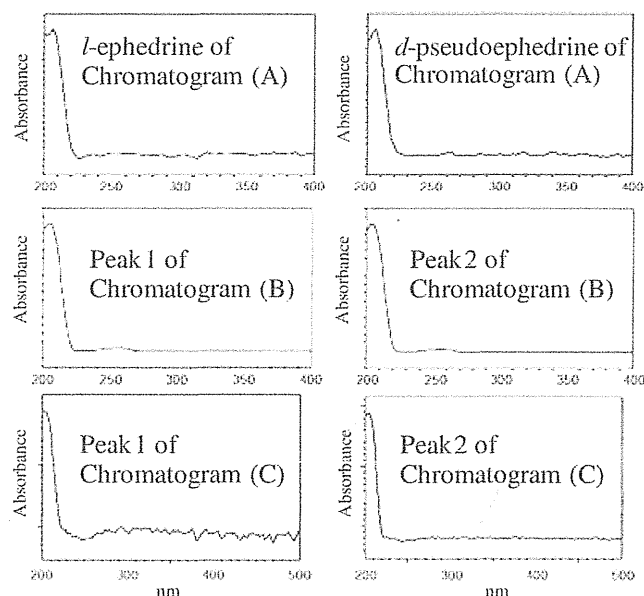 Absorbance
l-ephedrine of
Chromatogram (A)
200 250 300 350 400
Absorbance
d-pseudoephedrine of
Chromatogram (A)
200 250 300 350 400
Absorbance
Peak 1 of
Chromatogram (B)
200 250 300 350 400
Absorbance
Peak 2 of
Chromatogram (B)
200 250 300 350 400
Absorbance
Peak 1 of
Chromatogram (C)
200 300 400 500
nm
Absorbance
Peak 2 of
Chromatogram (C)
200 300 400 500
nm